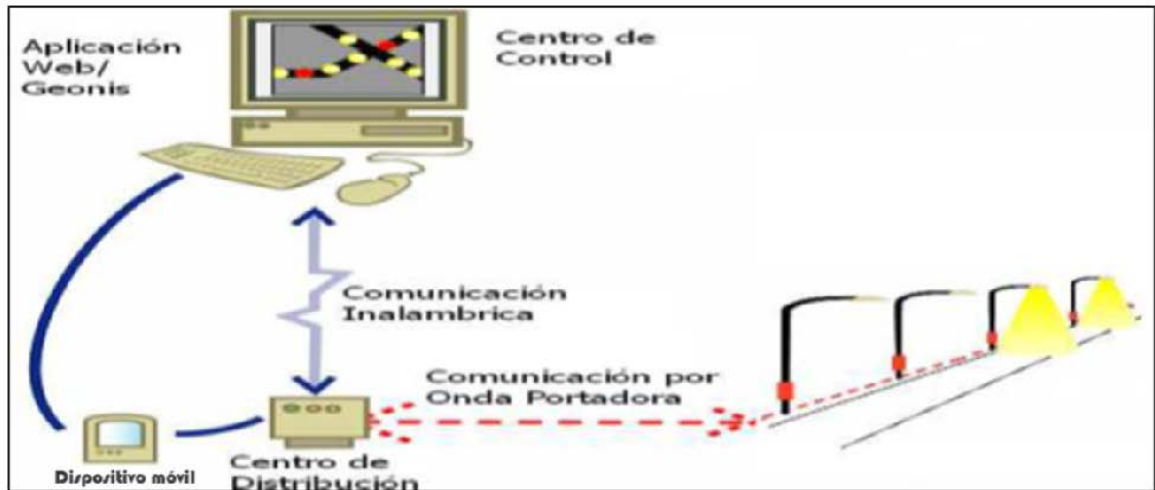 Aplicación
Web/
Geonis
Centro de
Control
Comunicación
Inalambrica
Comunicación por
Onda Portadora
Dispositivo móvil
Centro de
Distribución